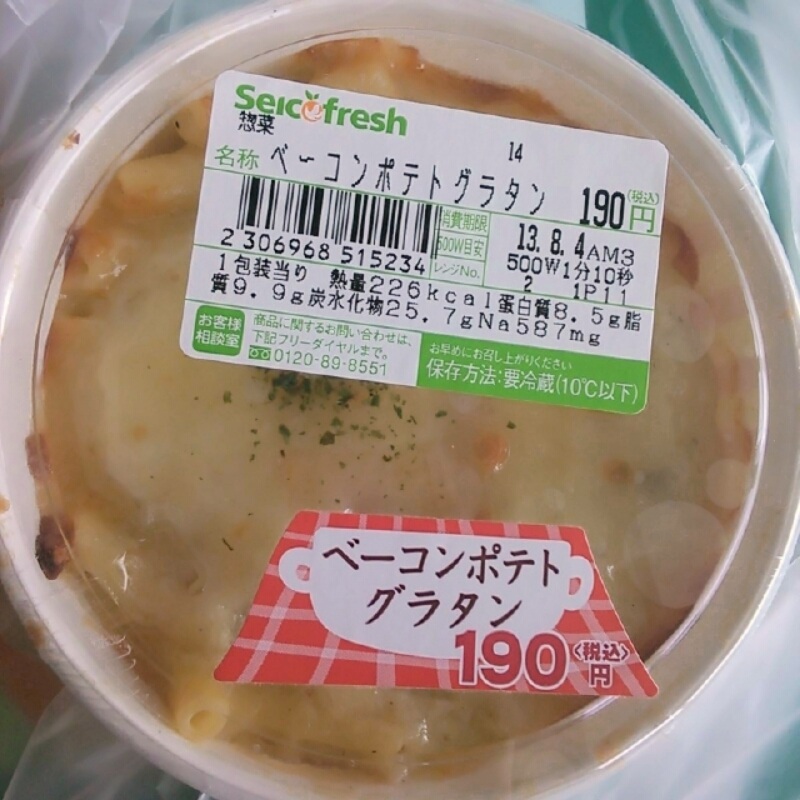 Seicofresh
惣菜
14
名称 ベーコンポテトグラタン 190円(税込)
2 306968 515234
消費期限 13.8.4AM3
500W目安 500W1分10秒
レンジNo. 2 1P11
1包装当り 熱量226kcal蛋白質8.5g脂
質9.9g炭水化物25.7gNa587mg
お客様相談室
商品に関するお問い合わせは、
下記フリーダイヤルまで。
0120-89-8551
お早めにお召し上がりください
保存方法:要冷蔵(10℃以下)
ベーコンポテト
グラタン
190円〈税込〉